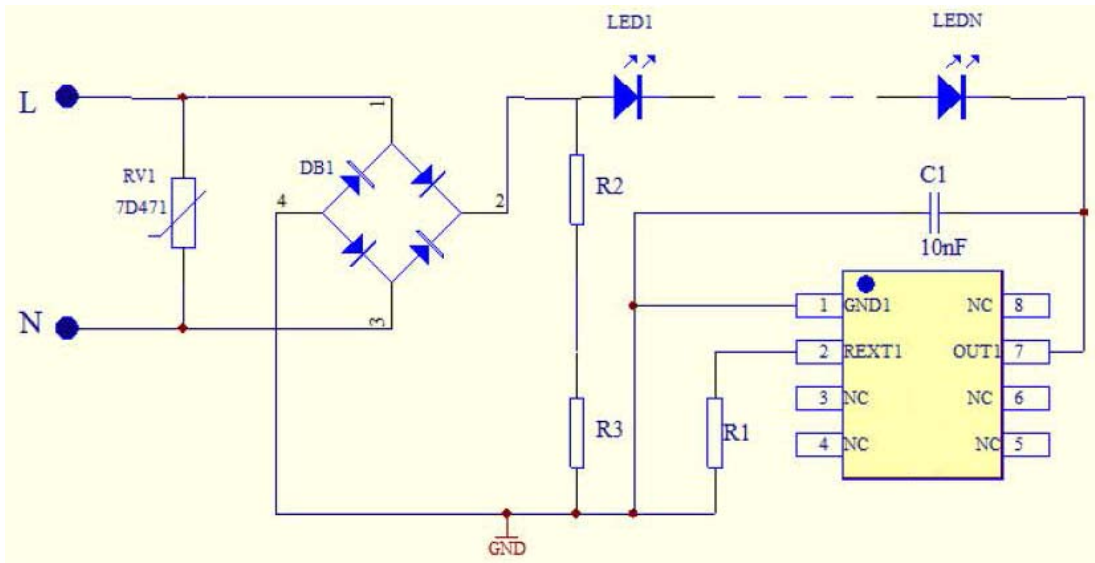 LED1
LEDN
L
1
RV1
7D471
DB1
4
2
R2
C1
10nF
N
3
1 GND1 NC 8
2 REXT1 OUT1 7
3 NC NC 6
4 NC NC 5
R3
R1
GND